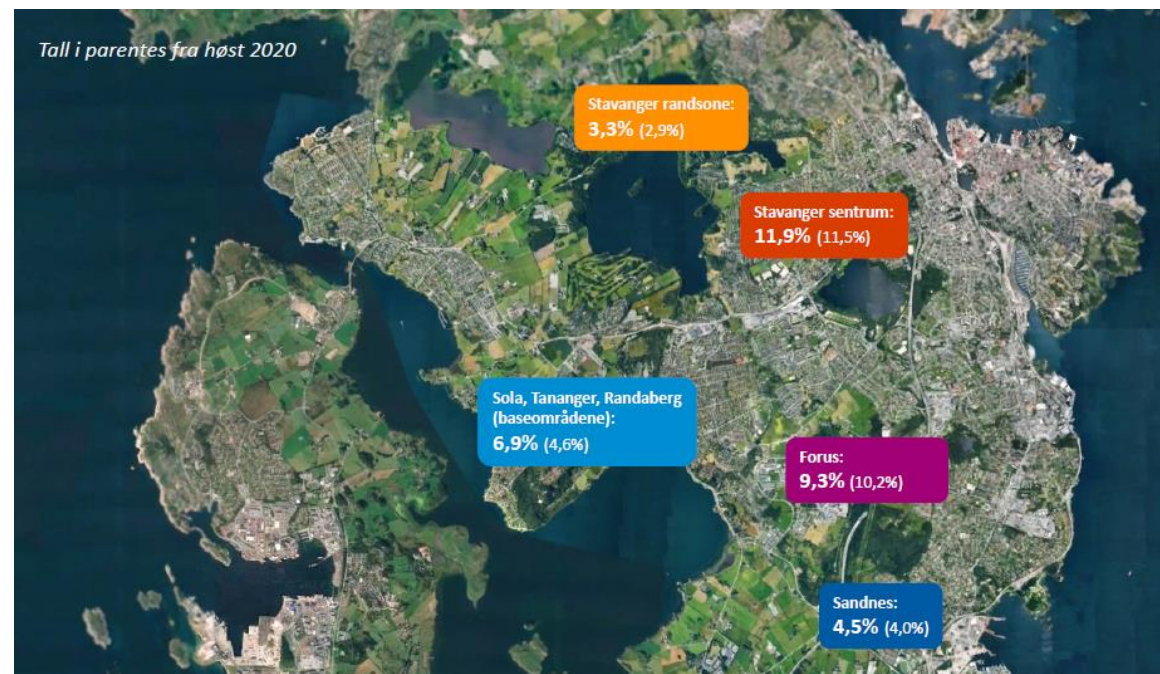 Tall i parentes fra høst 2020
Stavanger randsone:
3,3% (2,9%)
Stavanger sentrum:
11,9% (11,5%)
Sola, Tananger, Randaberg
(baseområdene):
6,9% (4,6%)
Forus:
9,3% (10,2%)
Sandnes:
4,5% (4,0%)